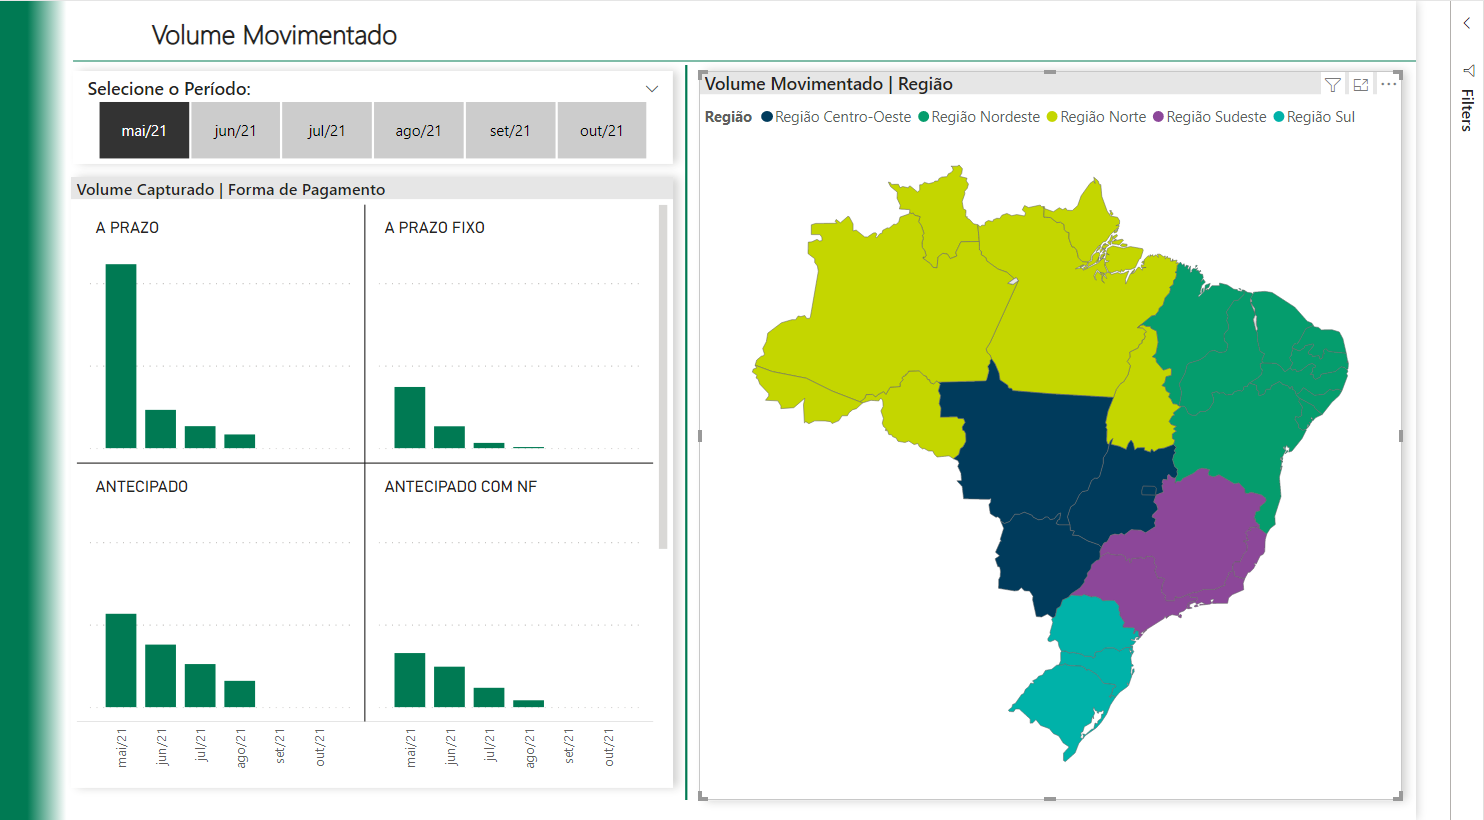 Volume Movimentado
Selecione o Período:
mai/21 jun/21 jul/21 ago/21 set/21 out/21
Volume Capturado | Forma de Pagamento
A PRAZO
A PRAZO FIXO
ANTECIPADO
ANTECIPADO COM NF
mai/21 jun/21 jul/21 ago/21 set/21 out/21
mai/21 jun/21 jul/21 ago/21 set/21 out/21
Volume Movimentado | Região
Região Região Centro-Oeste Região Nordeste Região Norte Região Sudeste Região Sul
Filters